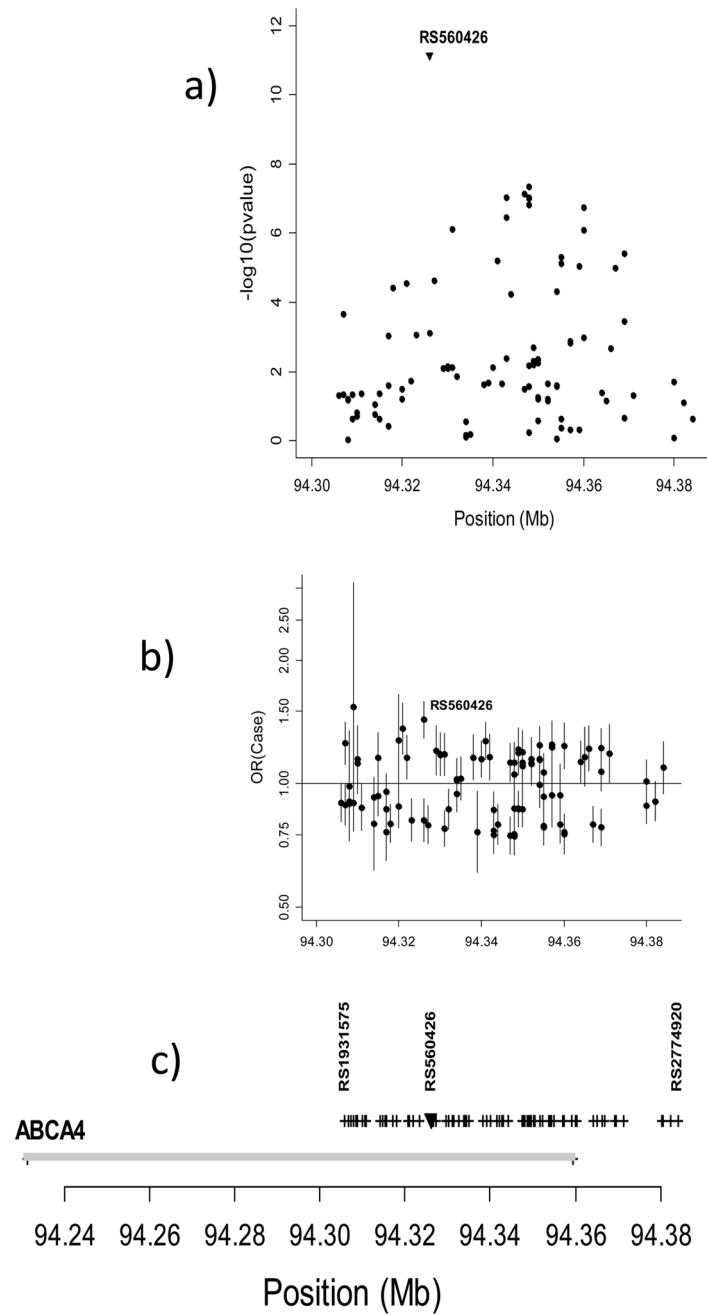 a)
RS560426
-log10(pvalue)
12
10
8
6
4
2
0
94.30 94.32 94.34 94.36 94.38
Position (Mb)
b)
RS560426
OR(Case)
2.50
2.00
1.50
1.00
0.75
0.50
94.30 94.32 94.34 94.36 94.38
c)
RS1931575
RS560426
RS2774920
ABCA4
94.24 94.26 94.28 94.30 94.32 94.34 94.36 94.38
Position (Mb)